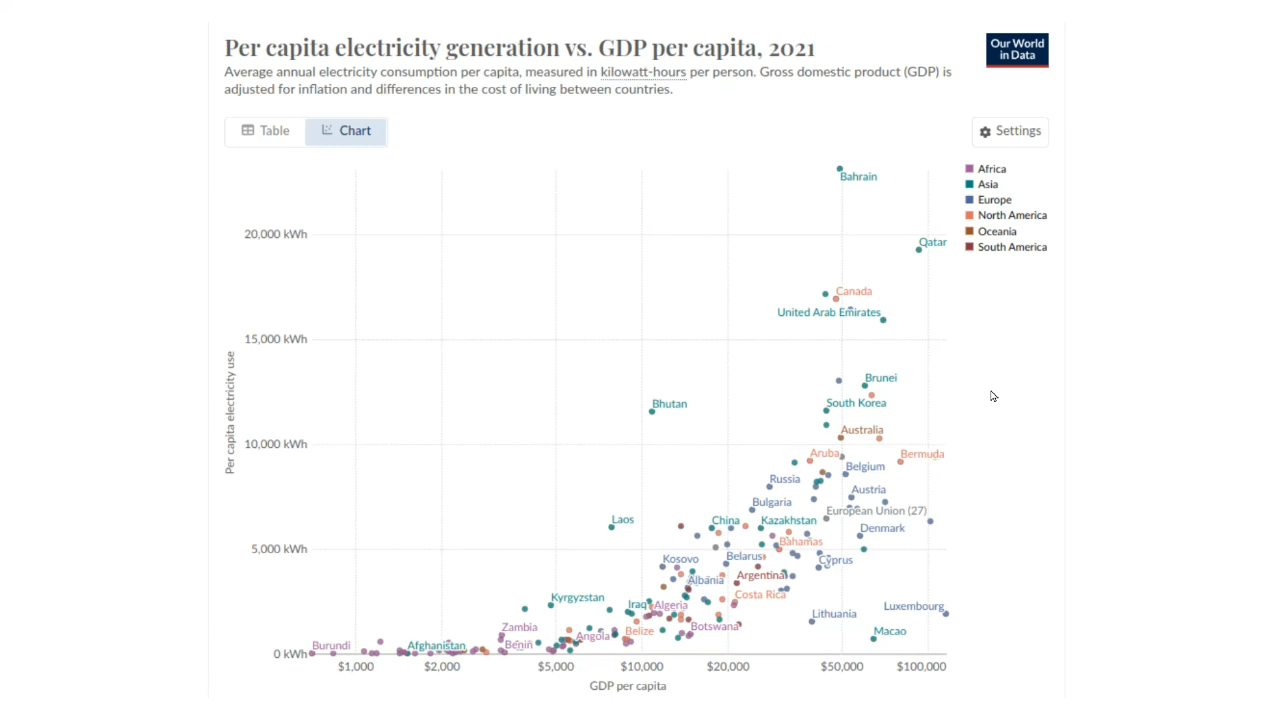 Per capita electricity generation vs. GDP per capita, 2021
Our World
in Data
Average annual electricity consumption per capita, measured in kilowatt-hours per person. Gross domestic product (GDP) is
adjusted for inflation and differences in the cost of living between countries.
Table
Chart
Settings
Africa
Asia
Europe
North America
Oceania
South America
Bahrain
20,000 kWh
Qatar
Canada
United Arab Emirates
15,000 kWh
Brunei
Bhutan
South Korea
Australia
10,000 kWh
Aruba
Bermuda
Belgium
Russia
Austria
Bulgaria
European Union (27)
Laos
China
Kazakhstan
Denmark
Bahamas
5,000 kWh
Kosovo
Belarus
Cyprus
Albania
Argentina
Costa Rica
Kyrgyzstan
Iraq
Algeria
Lithuania
Luxembourg
Zambia
Botswana
Belize
Macao
Angola
Burundi
Afghanistan
Benin
0 kWh
$1,000
$2,000
$5,000
$10,000
$20,000
$50,000
$100,000
GDP per capita
Per capita electricity use